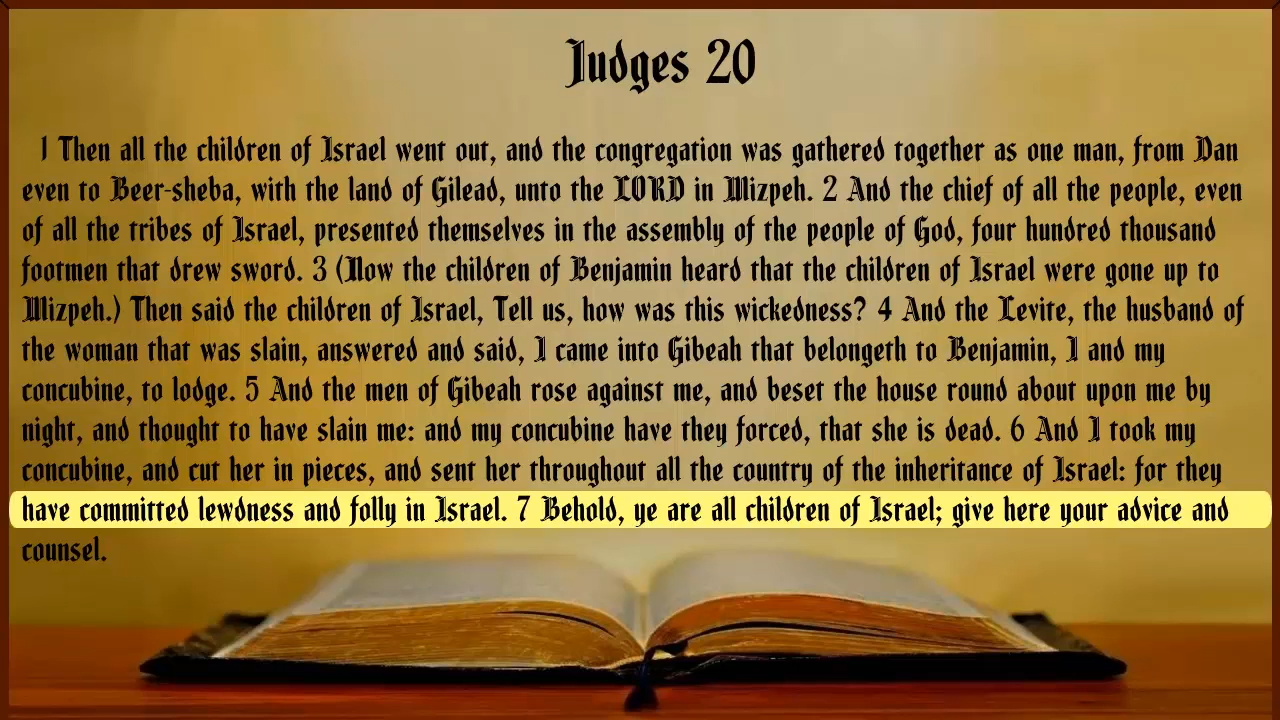 Judges 20
1 Then all the children of Israel went out, and the congregation was gathered together as one man, from Dan
even to Beer-sheba, with the land of Gilead, unto the LORD in Mizpeh. 2 And the chief of all the people, even
of all the tribes of Israel, presented themselves in the assembly of the people of God, four hundred thousand
footmen that drew sword. 3 (Now the children of Benjamin heard that the children of Israel were gone up to
Mizpeh.) Then said the children of Israel, Tell us, how was this wickedness? 4 And the Levite, the husband of
the woman that was slain, answered and said, I came into Gibeah that belongeth to Benjamin, I and my
concubine, to lodge. 5 And the men of Gibeah rose against me, and beset the house round about upon me by
night, and thought to have slain me: and my concubine have they forced, that she is dead. 6 And I took my
concubine, and cut her in pieces, and sent her throughout all the country of the inheritance of Israel: for they
have committed lewdness and folly in Israel. 7 Behold, ye are all children of Israel; give here your advice and
counsel.